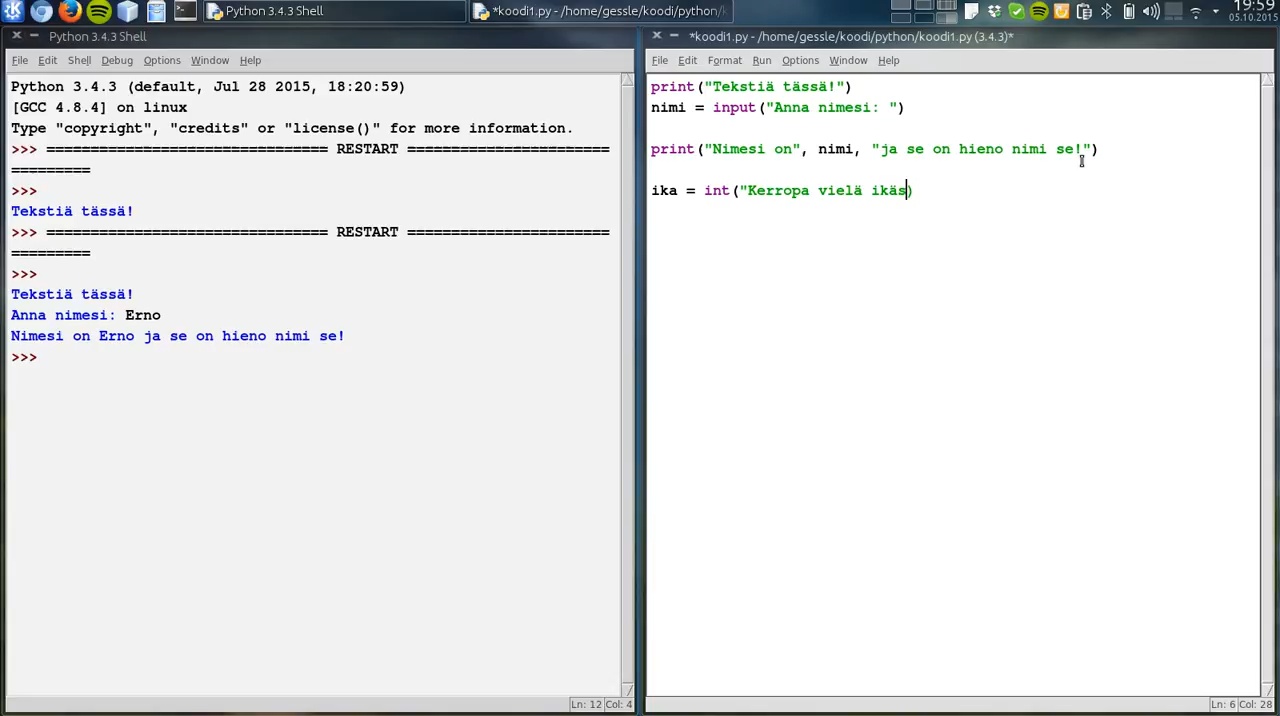 Python 3.4.3 Shell
*koodi1.py - /home/gessle/koodi/python/k
19:59
05.10.2015
Python 3.4.3 Shell
File Edit Shell Debug Options Window Help
Python 3.4.3 (default, Jul 28 2015, 18:20:59)
[GCC 4.8.4] on linux
Type "copyright", "credits" or "license()" for more information.
>>> ================================ RESTART =======================
=========
>>>
Tekstiä tässä!
>>> ================================ RESTART =======================
=========
>>>
Tekstiä tässä!
Anna nimesi: Erno
Nimesi on Erno ja se on hieno nimi se!
>>>
Ln: 12 Col: 4
*koodi1.py - /home/gessle/koodi/python/koodi1.py (3.4.3)*
File Edit Format Run Options Window Help
print("Tekstiä tässä!")
nimi = input("Anna nimesi: ")
print("Nimesi on", nimi, "ja se on hieno nimi se!")
ika = int("Kerropa vielä ikäs)
Ln: 6 Col: 28